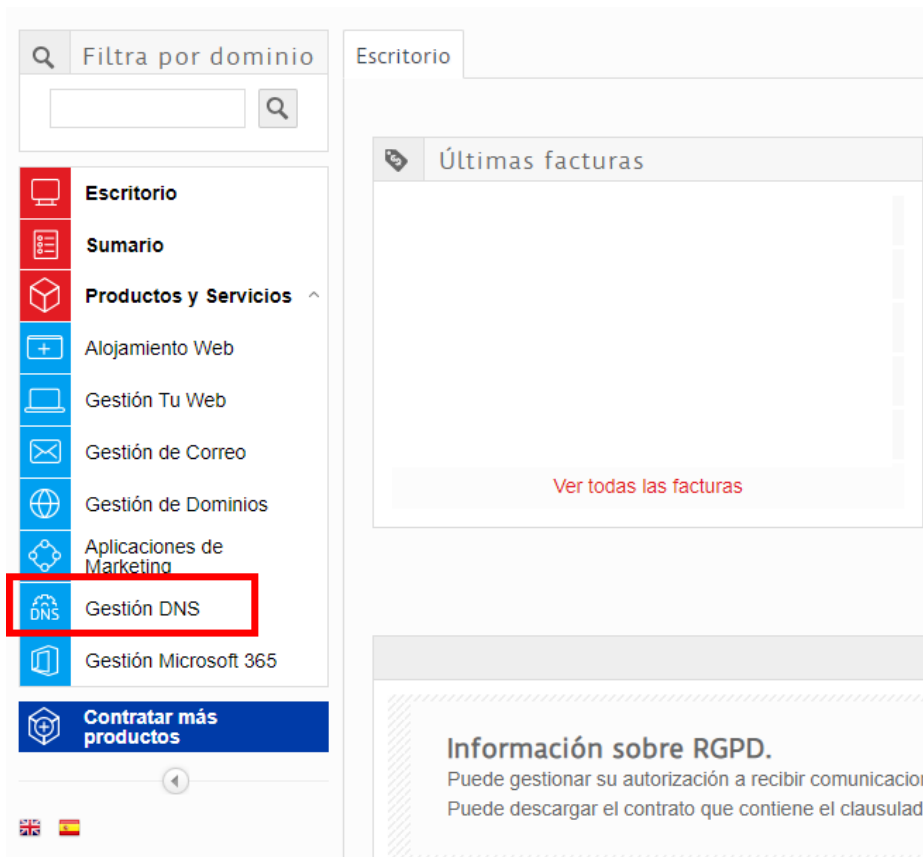 Filtra por dominio
Escritorio
Últimas facturas
Escritorio
Sumario
Productos y Servicios
Alojamiento Web
Gestión Tu Web
Gestión de Correo
Gestión de Dominios
Aplicaciones de
Marketing
DNS
Gestión DNS
Gestión Microsoft 365
Contratar más
productos
Ver todas las facturas
Información sobre RGPD.
Puede gestionar su autorización a recibir comunicacion
Puede descargar el contrato que contiene el clausulad